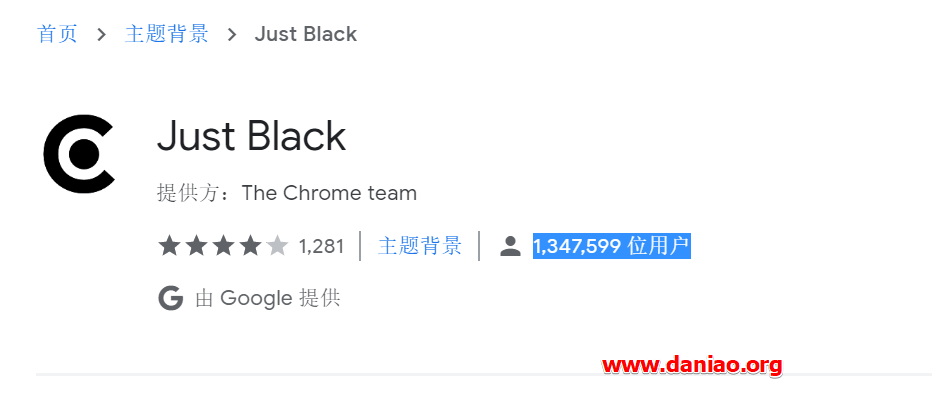 首页 > 主题背景 > Just Black
Just Black
提供方：The Chrome team
1,281 主题背景 1,347,599 位用户
由 Google 提供
www.daniao.org